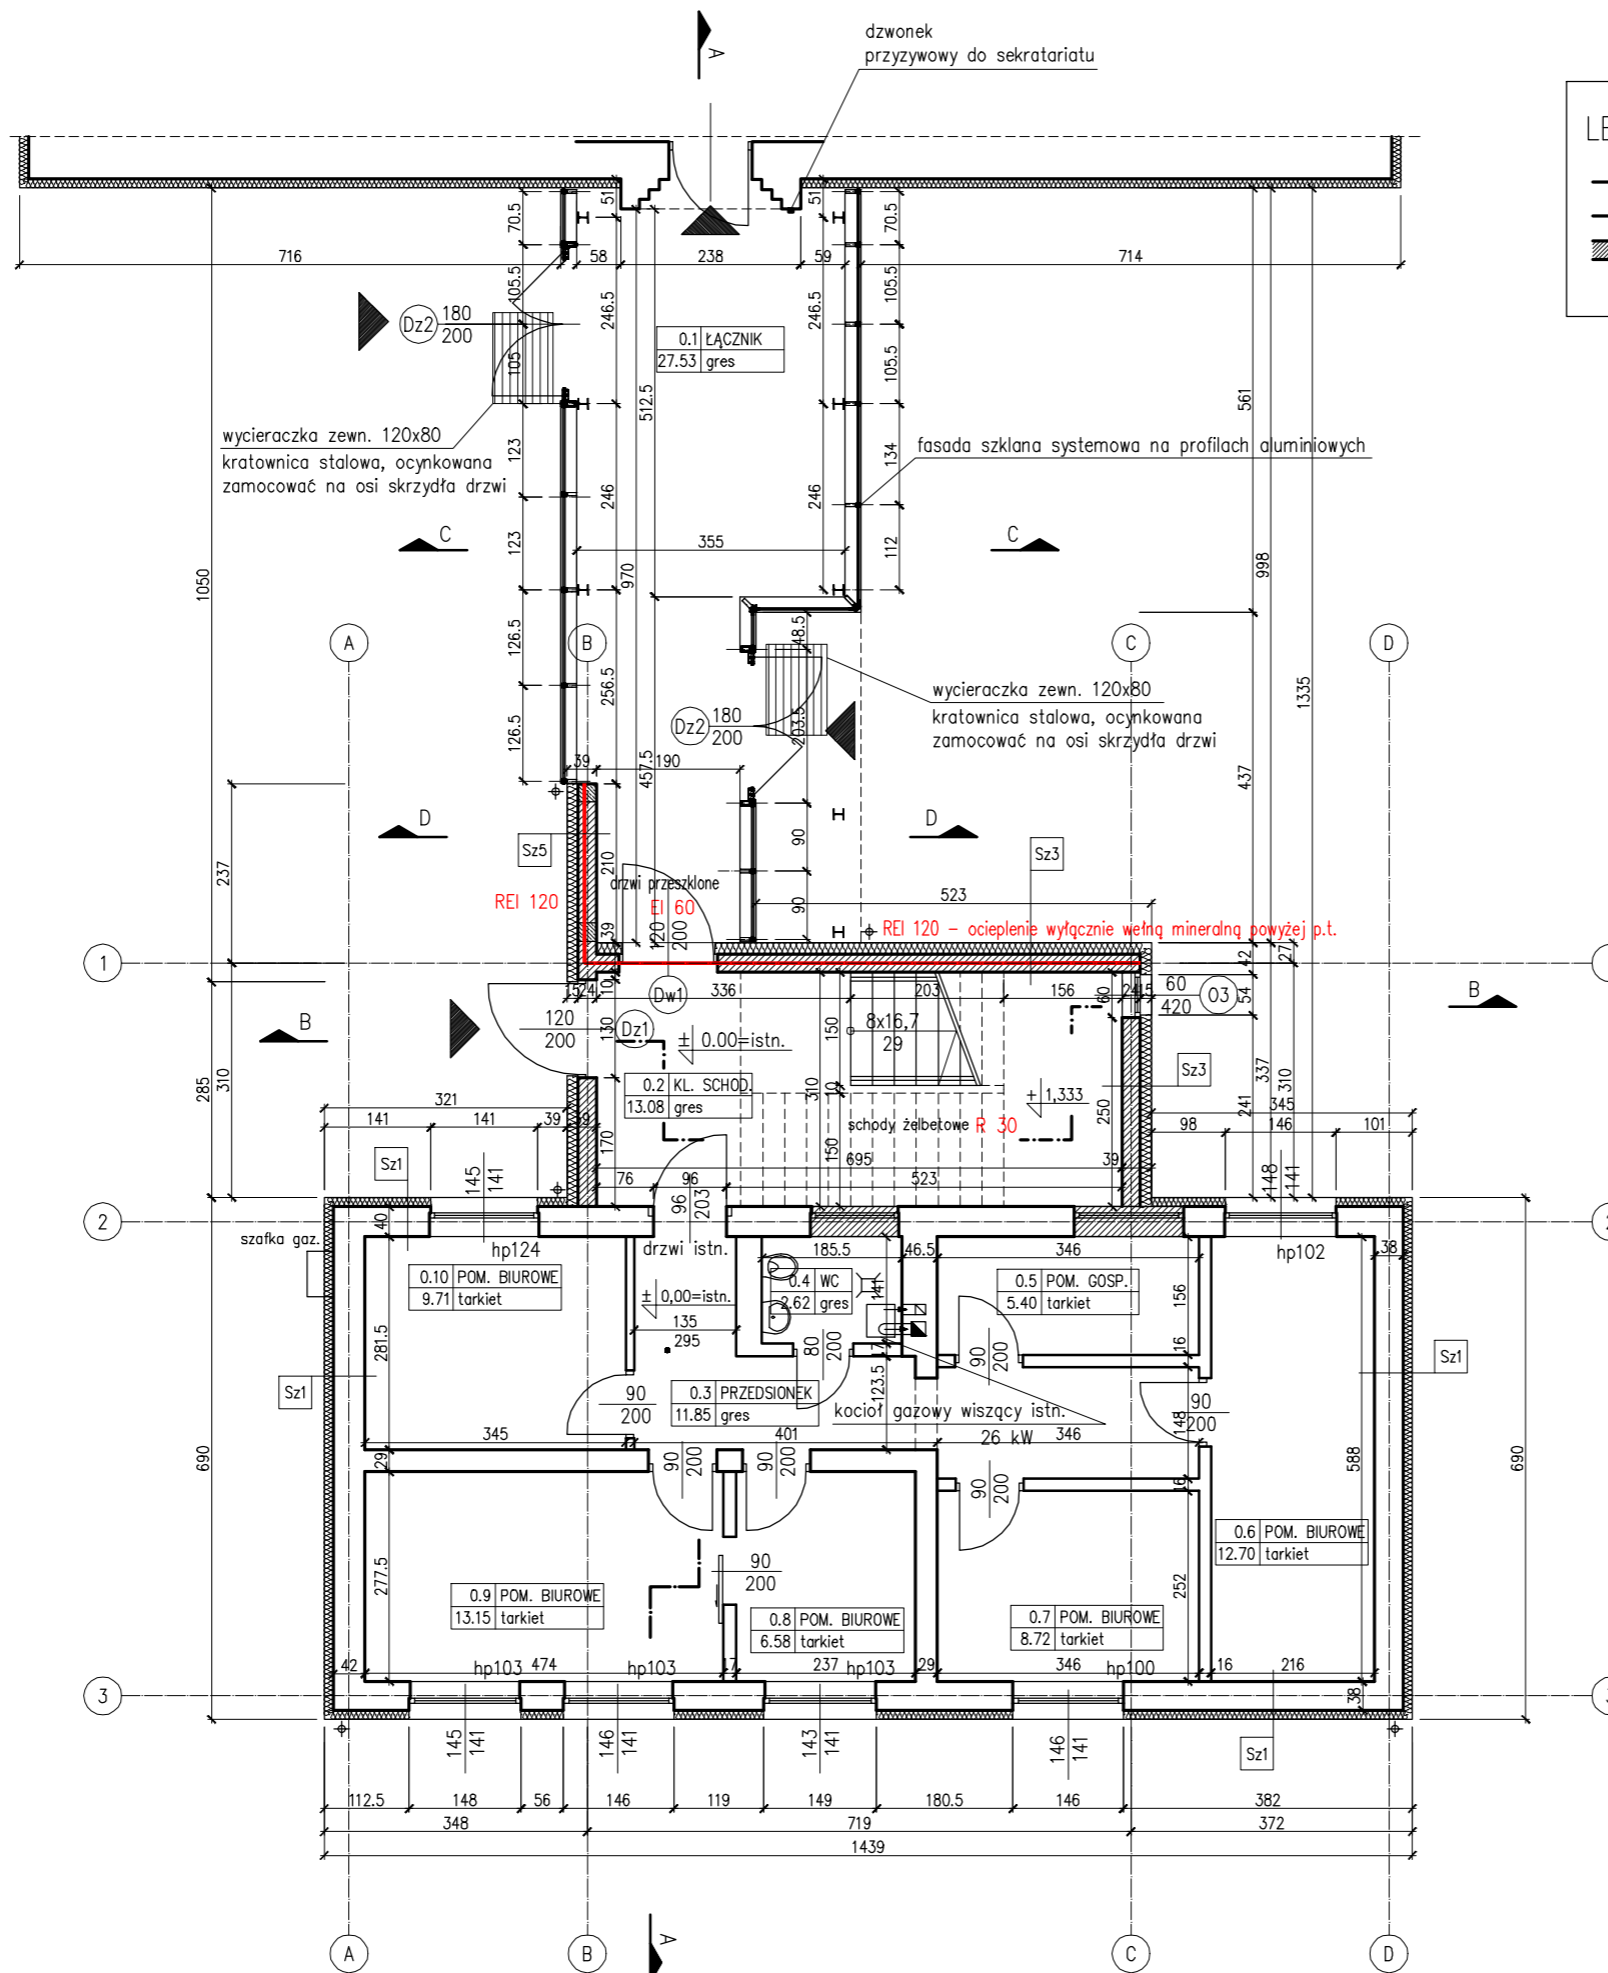 A
dzwonek
przyzywowy do sekratariatu
51
70.5
51
70.5
716
58
238
59
714
105.5
246.5
246.5
105.5
Dz2
180
200
0.1 ŁĄCZNIK
27.53 gres
105
512.5
105.5
561
wycieraczka zewn. 120x80
kratownica stalowa, ocynkowana
zamocować na osi skrzydła drzwi
123
246
246
134
fasada szklana systemowa na profilach aluminiowych
C
C
123
355
112
998
1050
970
126.5
A
B
C
D
48.5
256.5
wycieraczka zewn. 120x80
kratownica stalowa, ocynkowana
zamocować na osi skrzydła drzwi
1335
Dz2
180
200
203.5
126.5
39
190
457.5
437
D
D
90
Sz5
Sz3
237
210
drzwi przeszklone
REI 120
EI 60
523
90
39
120
200
REI 120 – ocieplenie wyłącznie wełną mineralną powyżej p.t.
42
27
1
15
24
10
Dw1
336
203
156
24
15
60
60
420
O3
54
B
B
120
200
Dz1
130
± 0.00=istn.
150
8x16,7
29
285
310
0.2 KL. SCHOD.
13.08 gres
310
10
+ 1,333
250
Sz3
337
310
241
321
345
141
141
39
39
schody żelbetowe R 30
98
146
101
Sz1
170
150
695
39
145
141
76
96
523
148
141
96
203
2
40
szafka gaz.
hp124
drzwi istn.
185.5
46.5
346
hp102
38
0.10 POM. BIUROWE
9.71 tarkiet
0.4 WC
2.62 gres
141
0.5 POM. GOSP.
5.40 tarkiet
156
± 0,00=istn.
135
295
281.5
80
200
17
90
200
16
Sz1
Sz1
123.5
90
200
0.3 PRZEDSIONEK
11.85 gres
kocioł gazowy wiszący istn.
26 kW
90
200
148
345
401
346
690
29
90
200
90
200
588
690
90
200
16
0.6 POM. BIUROWE
12.70 tarkiet
277.5
90
200
252
0.9 POM. BIUROWE
13.15 tarkiet
0.8 POM. BIUROWE
6.58 tarkiet
0.7 POM. BIUROWE
8.72 tarkiet
42
hp103
474
hp103
17
237
hp103
29
346
hp100
16
216
3
38
145
141
146
141
143
141
146
141
Sz1
112.5
148
56
146
119
149
180.5
146
382
348
719
372
1439
A
A
B
C
D